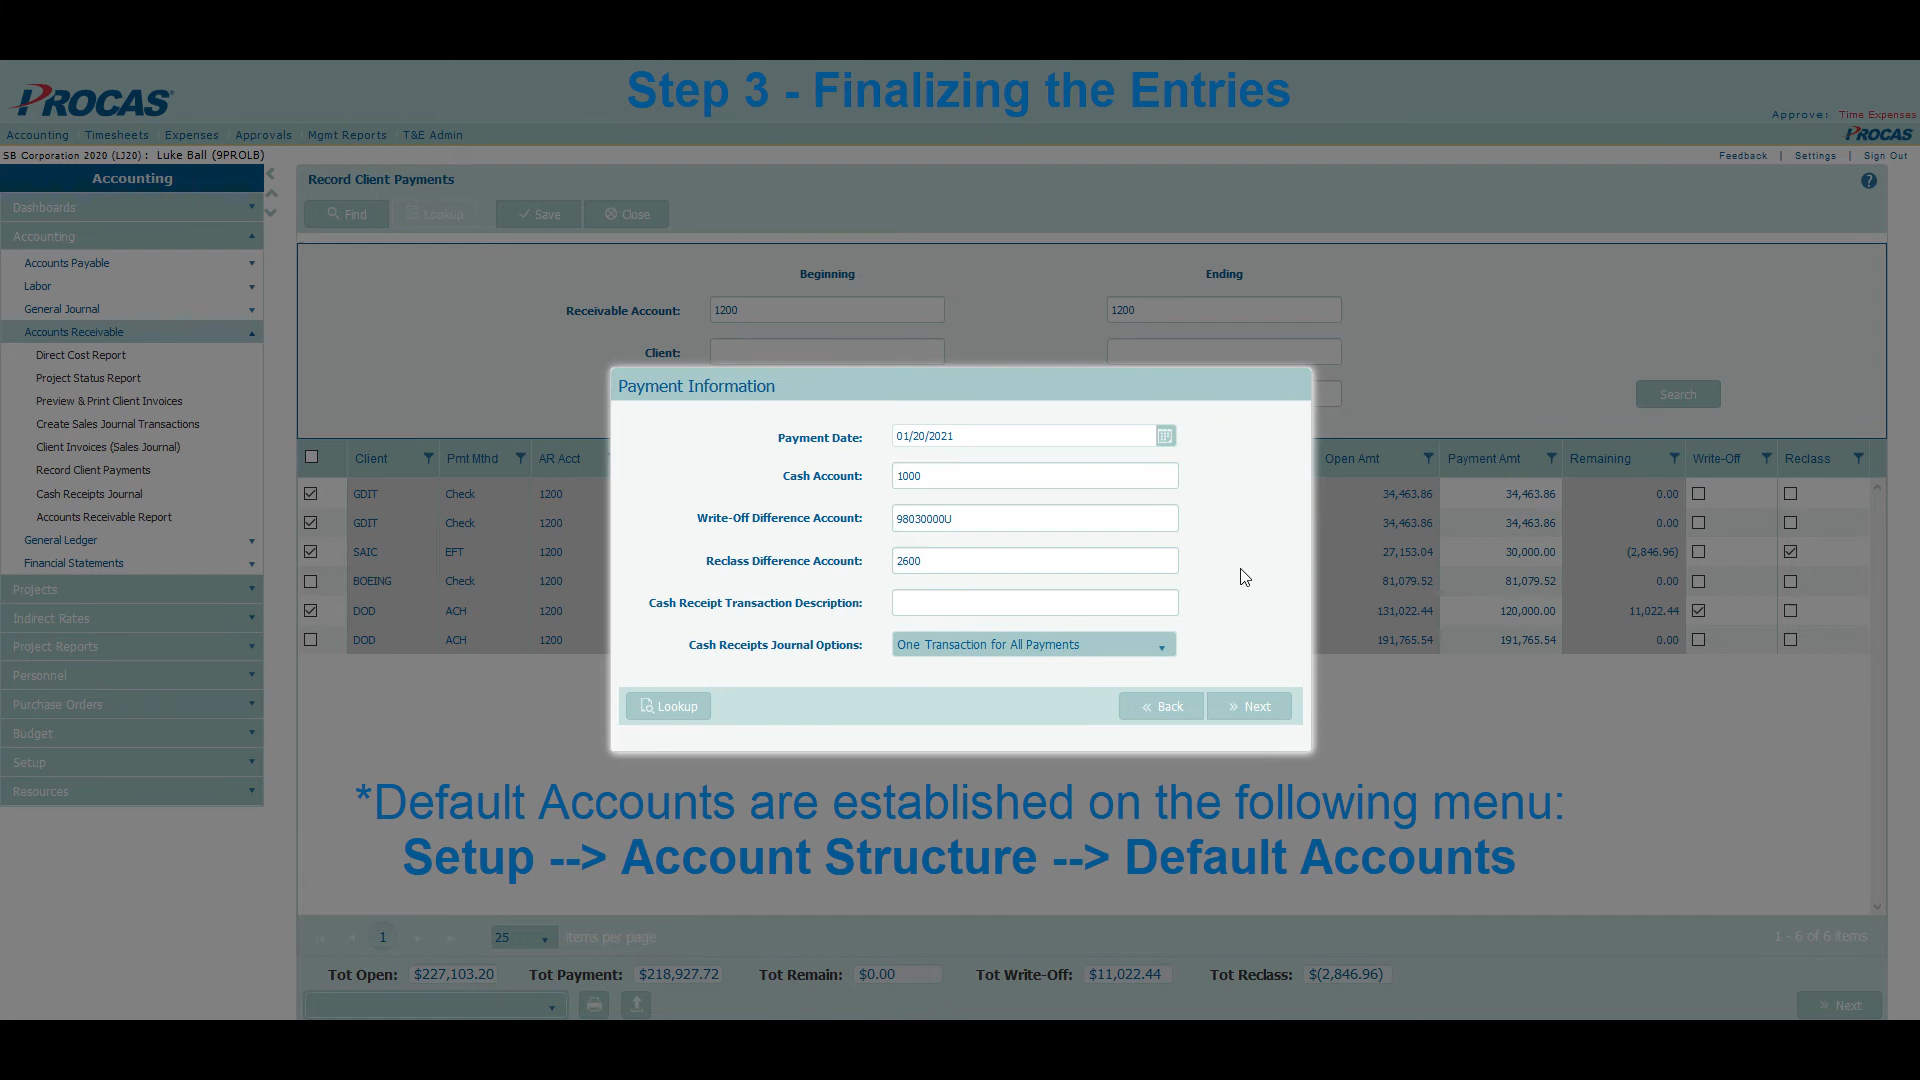 Step 3 - Finalizing the Entries
PROCAS
Approve: Time Expenses
Accounting Timesheets Expenses Approvals Mgmt Reports T&E Admin
PROCAS
SB Corporation 2020 (LJ20) : Luke Ball (9PROLB)
Feedback | Settings | Sign Out
Accounting
Dashboards
Accounting
Accounts Payable
Labor
General Journal
Accounts Receivable
Direct Cost Report
Project Status Report
Preview & Print Client Invoices
Create Sales Journal Transactions
Client Invoices (Sales Journal)
Record Client Payments
Cash Receipts Journal
Accounts Receivable Report
General Ledger
Financial Statements
Projects
Indirect Rates
Project Reports
Personnel
Purchase Orders
Budget
Setup
Resources
Record Client Payments
?
Find Lookup Save Close
Beginning Ending
Receivable Account: 1200 1200
Client:
Search
Client Pmt Mthd AR Acct Open Amt Payment Amt Remaining Write-Off Reclass
GDIT Check 1200 34,463.86 34,463.86 0.00
GDIT Check 1200 34,463.86 34,463.86 0.00
SAIC EFT 1200 27,153.04 30,000.00 (2,846.96)
BOEING Check 1200 81,079.52 81,079.52 0.00
DOD ACH 1200 131,022.44 120,000.00 11,022.44
DOD ACH 1200 191,765.54 191,765.54 0.00
Payment Information
Payment Date: 01/20/2021
Cash Account: 1000
Write-Off Difference Account: 98030000U
Reclass Difference Account: 2600
Cash Receipt Transaction Description:
Cash Receipts Journal Options: One Transaction for All Payments
Lookup « Back » Next
*Default Accounts are established on the following menu:
Setup --> Account Structure --> Default Accounts
1 25 items per page 1 - 6 of 6 items
Tot Open: $227,103.20 Tot Payment: $218,927.72 Tot Remain: $0.00 Tot Write-Off: $11,022.44 Tot Reclass: $(2,846.96)
» Next